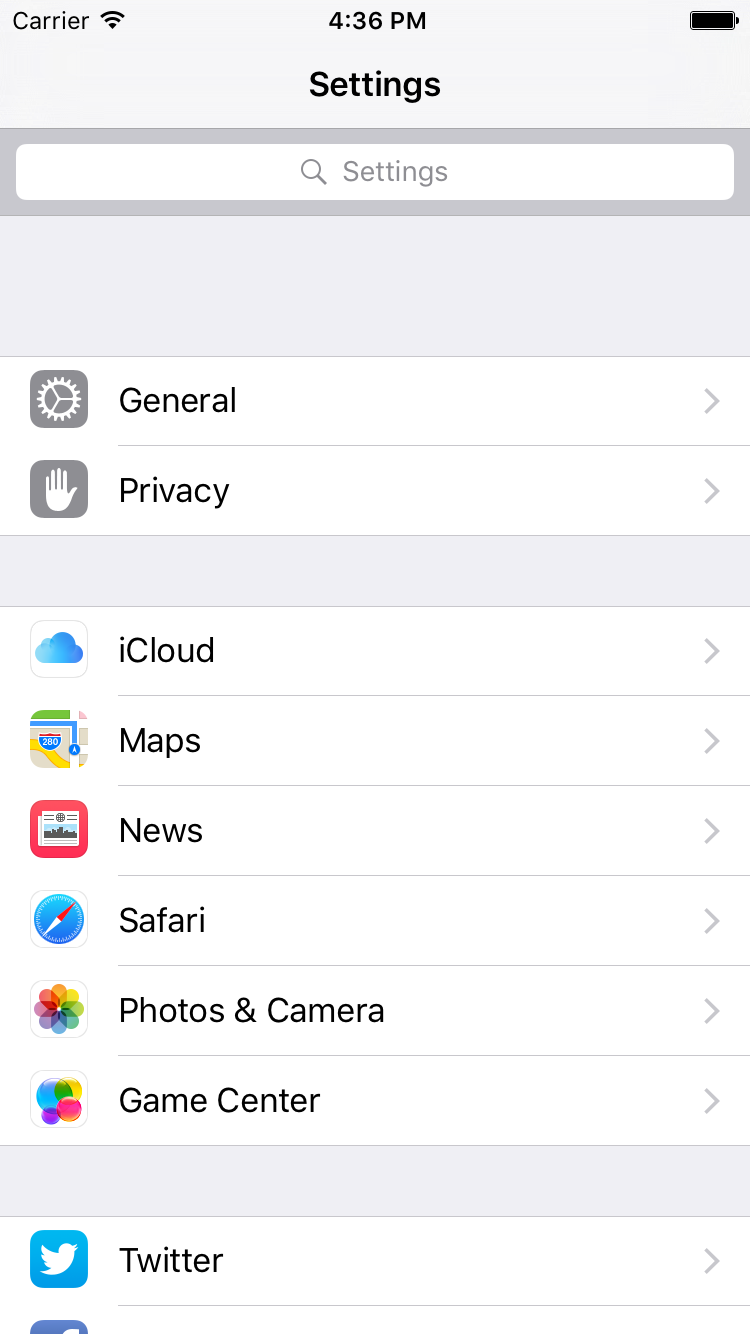 Carrier 4:36 PM
Settings
Settings
General
Privacy
iCloud
280
Maps
News
Safari
Photos & Camera
Game Center
Twitter